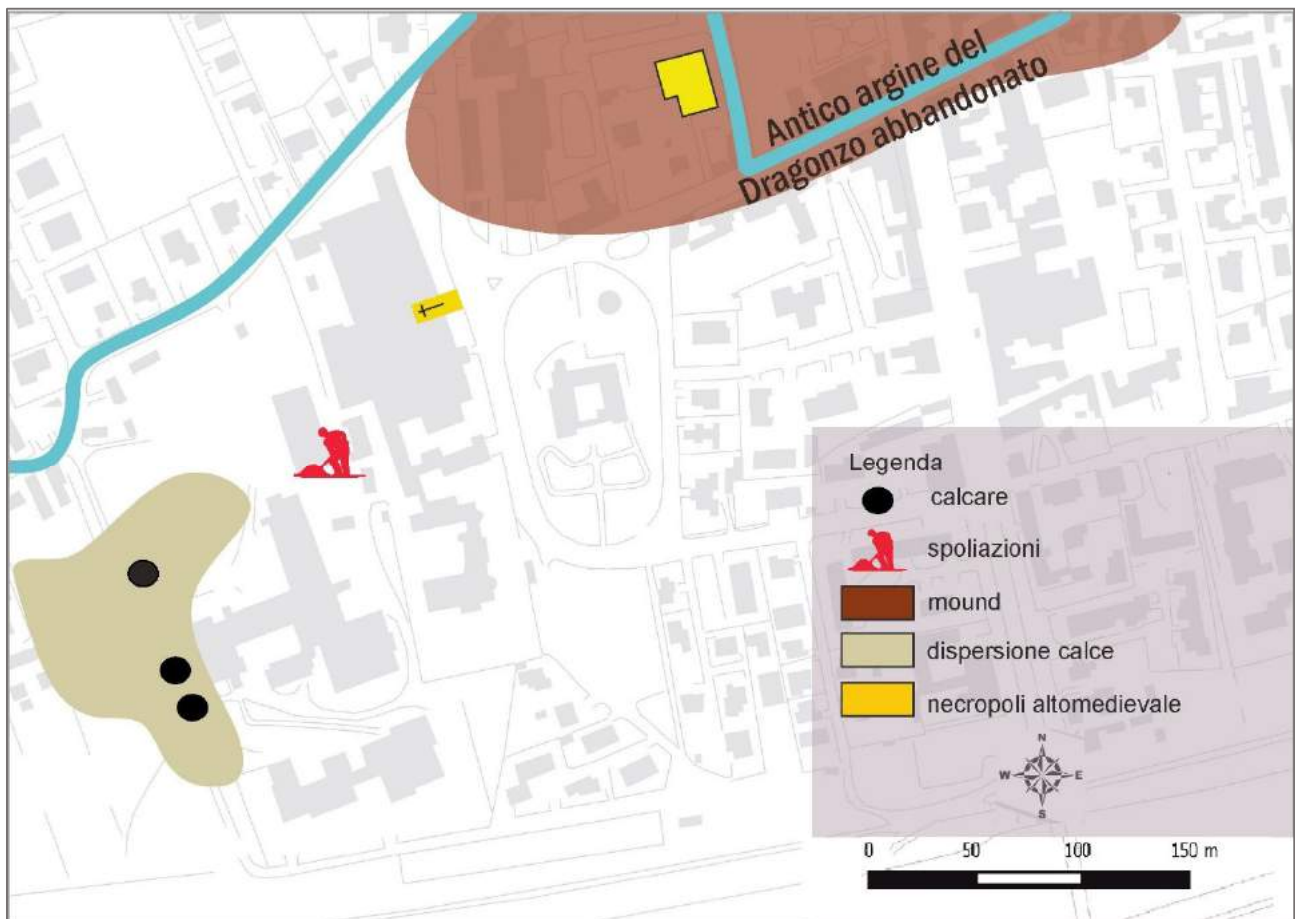 Antico argine del
Dragonzo abbandonato
Legenda
calcare
spoliazioni
mound
dispersione calce
necropoli altomedievale
N
W E
S
0 50 100 150 m